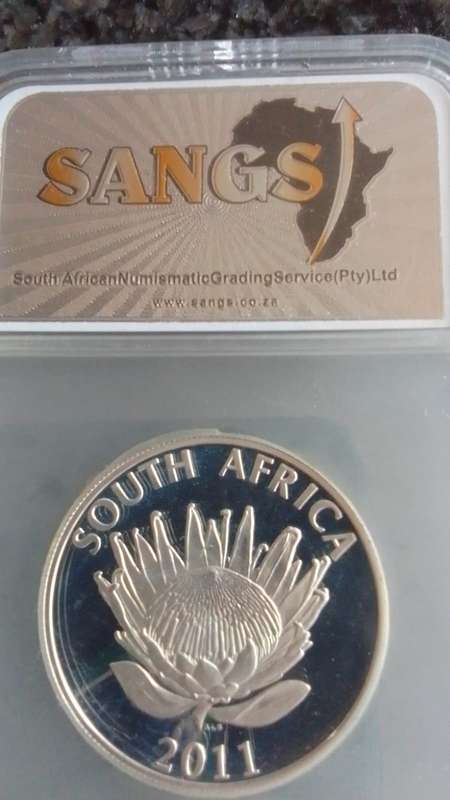 SANGS
South AfricanNumismaticGradingService(Pty)Ltd
www.sangs.co.za
SOUTH AFRICA
2011